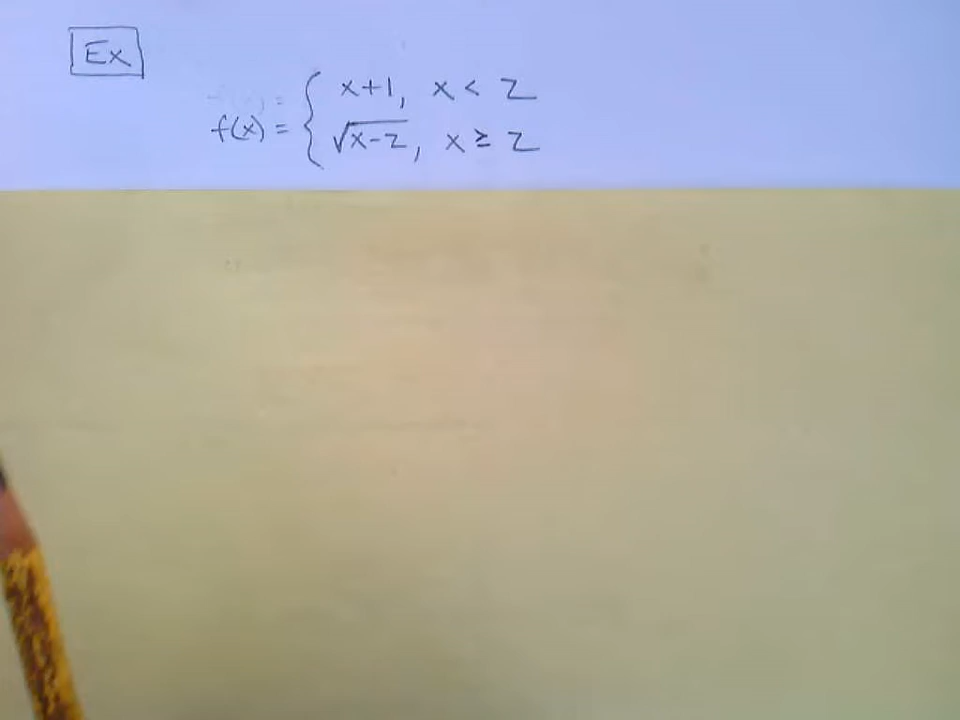 Ex
f(x) = { x+1, x < 2
√x-2, x ≥ 2